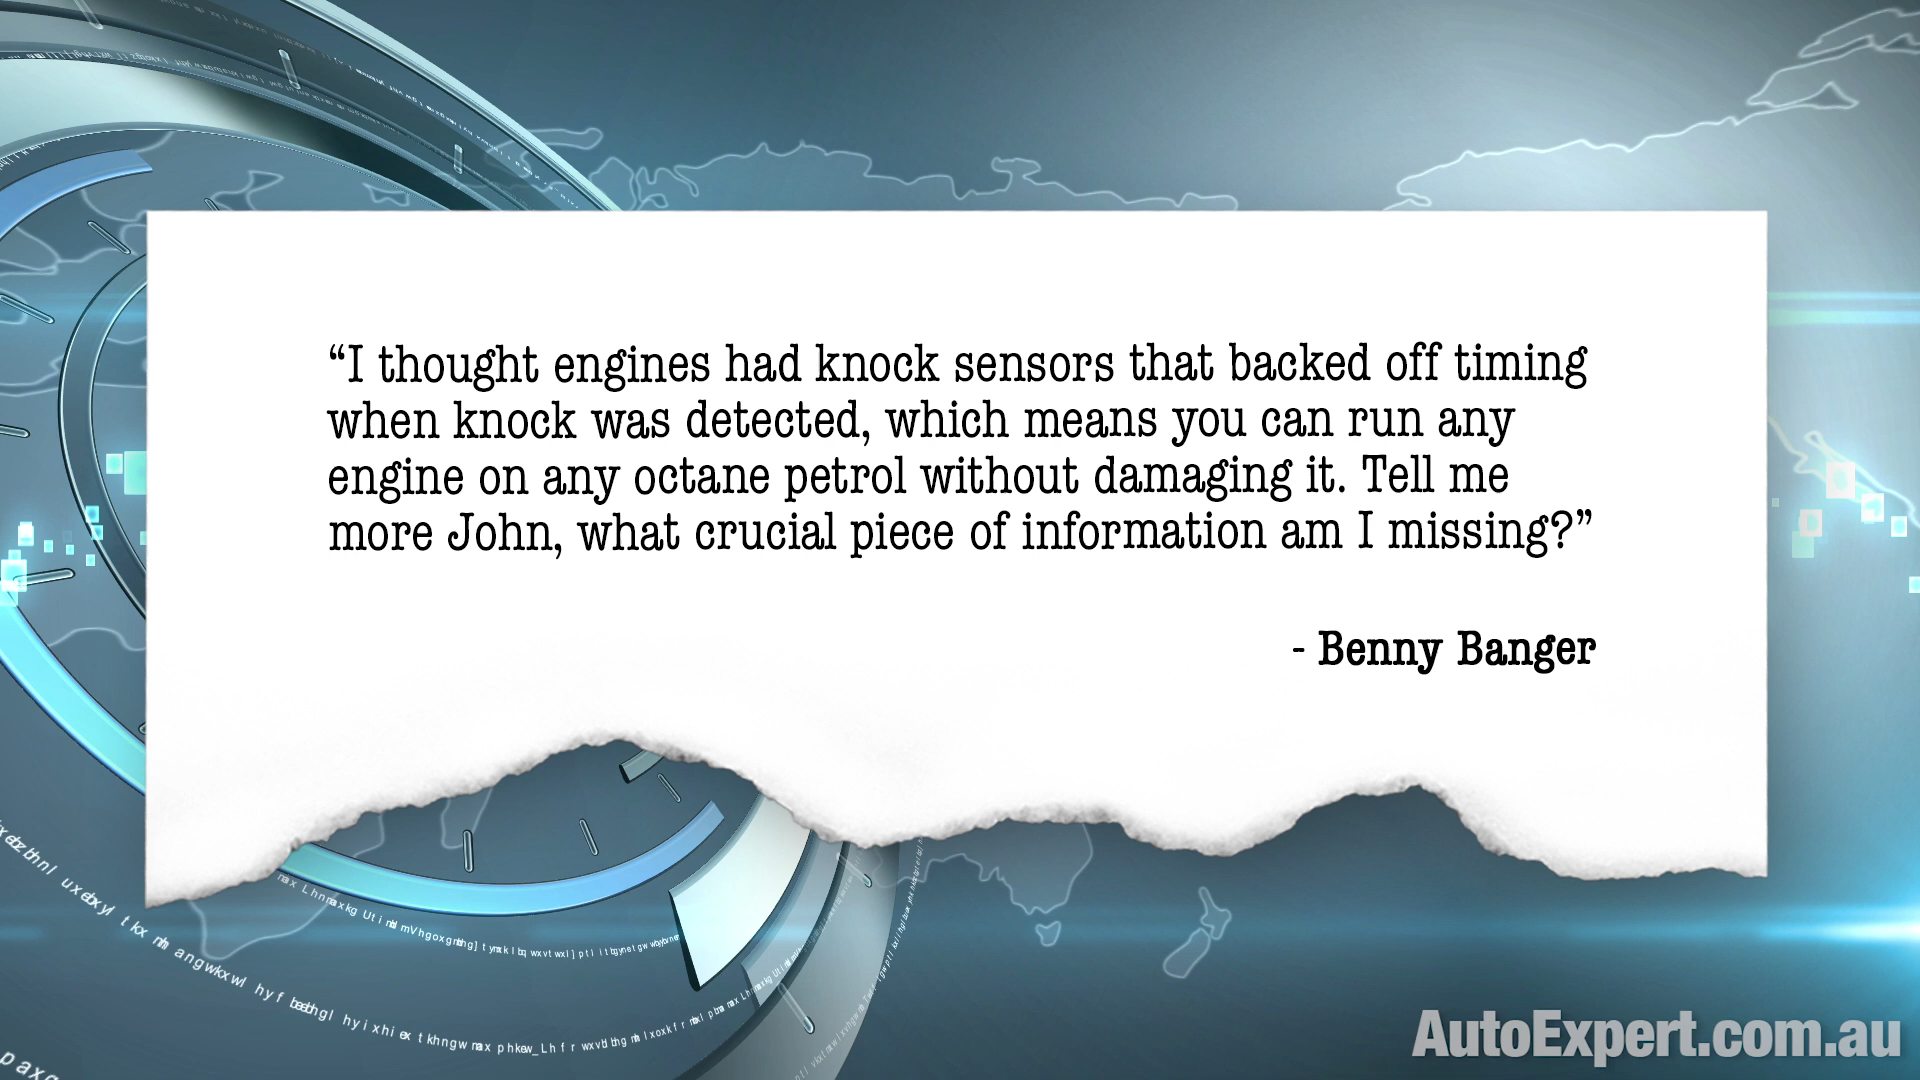 “I thought engines had knock sensors that backed off timing
when knock was detected, which means you can run any
engine on any octane petrol without damaging it. Tell me
more John, what crucial piece of information am I missing?”
- Benny Banger
AutoExpert.com.au